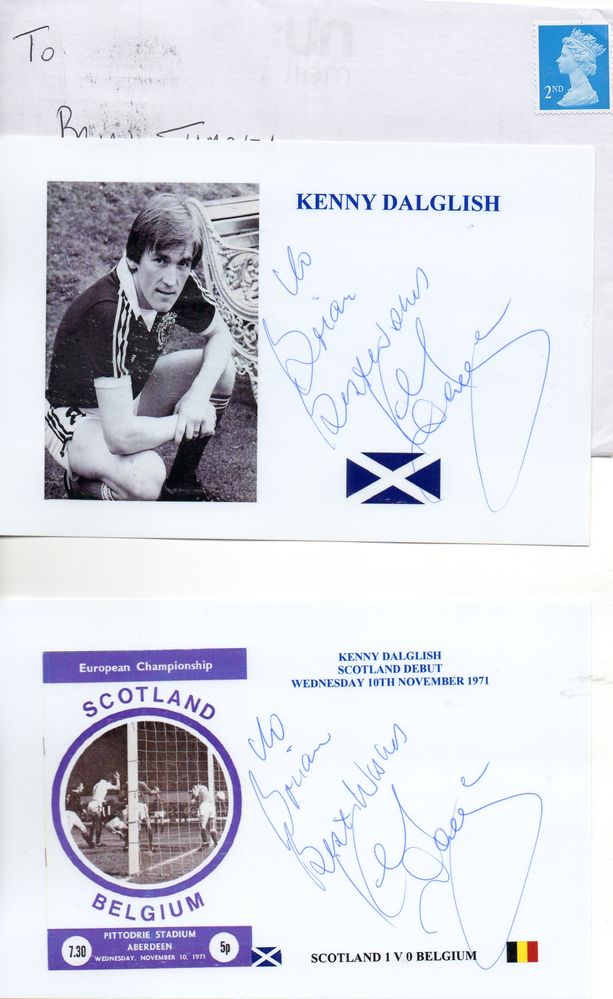 To
2ND
KENNY DALGLISH
To
Brian
Best wishes
European Championship
SCOTLAND
BELGIUM
PITTODRIE STADIUM
ABERDEEN
WEDNESDAY, NOVEMBER 10, 1971
7.30
5p
KENNY DALGLISH
SCOTLAND DEBUT
WEDNESDAY 10TH NOVEMBER 1971
To
Brian
Best Wishes
SCOTLAND 1 V 0 BELGIUM